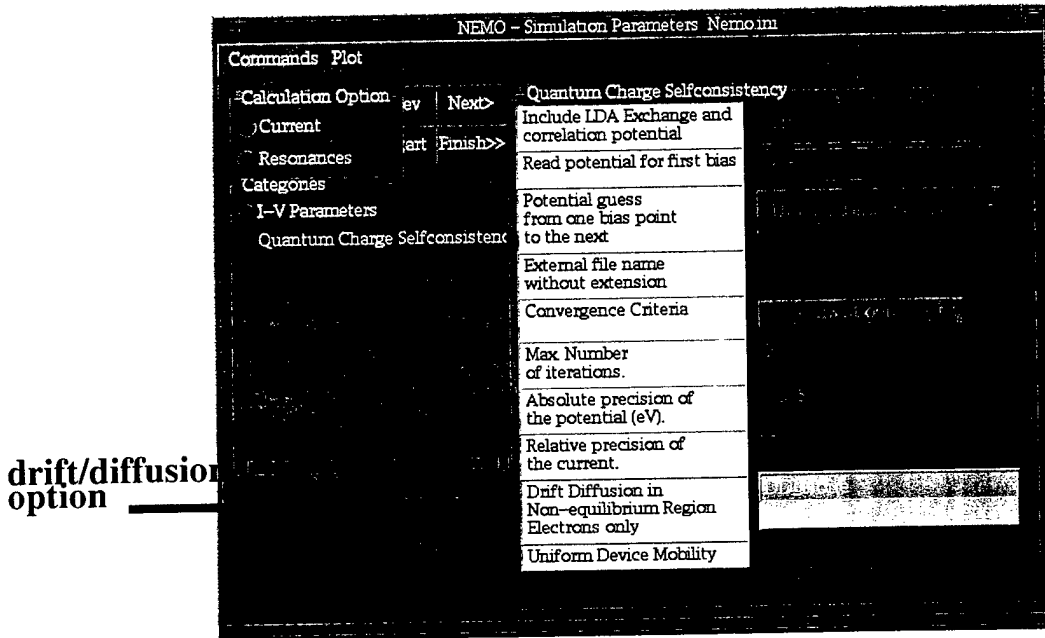 NEMO – Simulation Parameters Nemo.ini
Commands Plot
Calculation Option
Current
Resonances
ev Next>
art Finish>>
Categories
I–V Parameters
Quantum Charge Selfconsistenc
Quantum Charge Selfconsistency
Include LDA Exchange and
correlation potential
Read potential for first bias
Potential guess
from one bias point
to the next
External file name
without extension
Convergence Criteria
Max. Number
of iterations.
Absolute precision of
the potential (eV).
Relative precision of
the current.
Drift Diffusion in
Non–equilibrium Region
Electrons only
Uniform Device Mobility
drift/diffusion
option